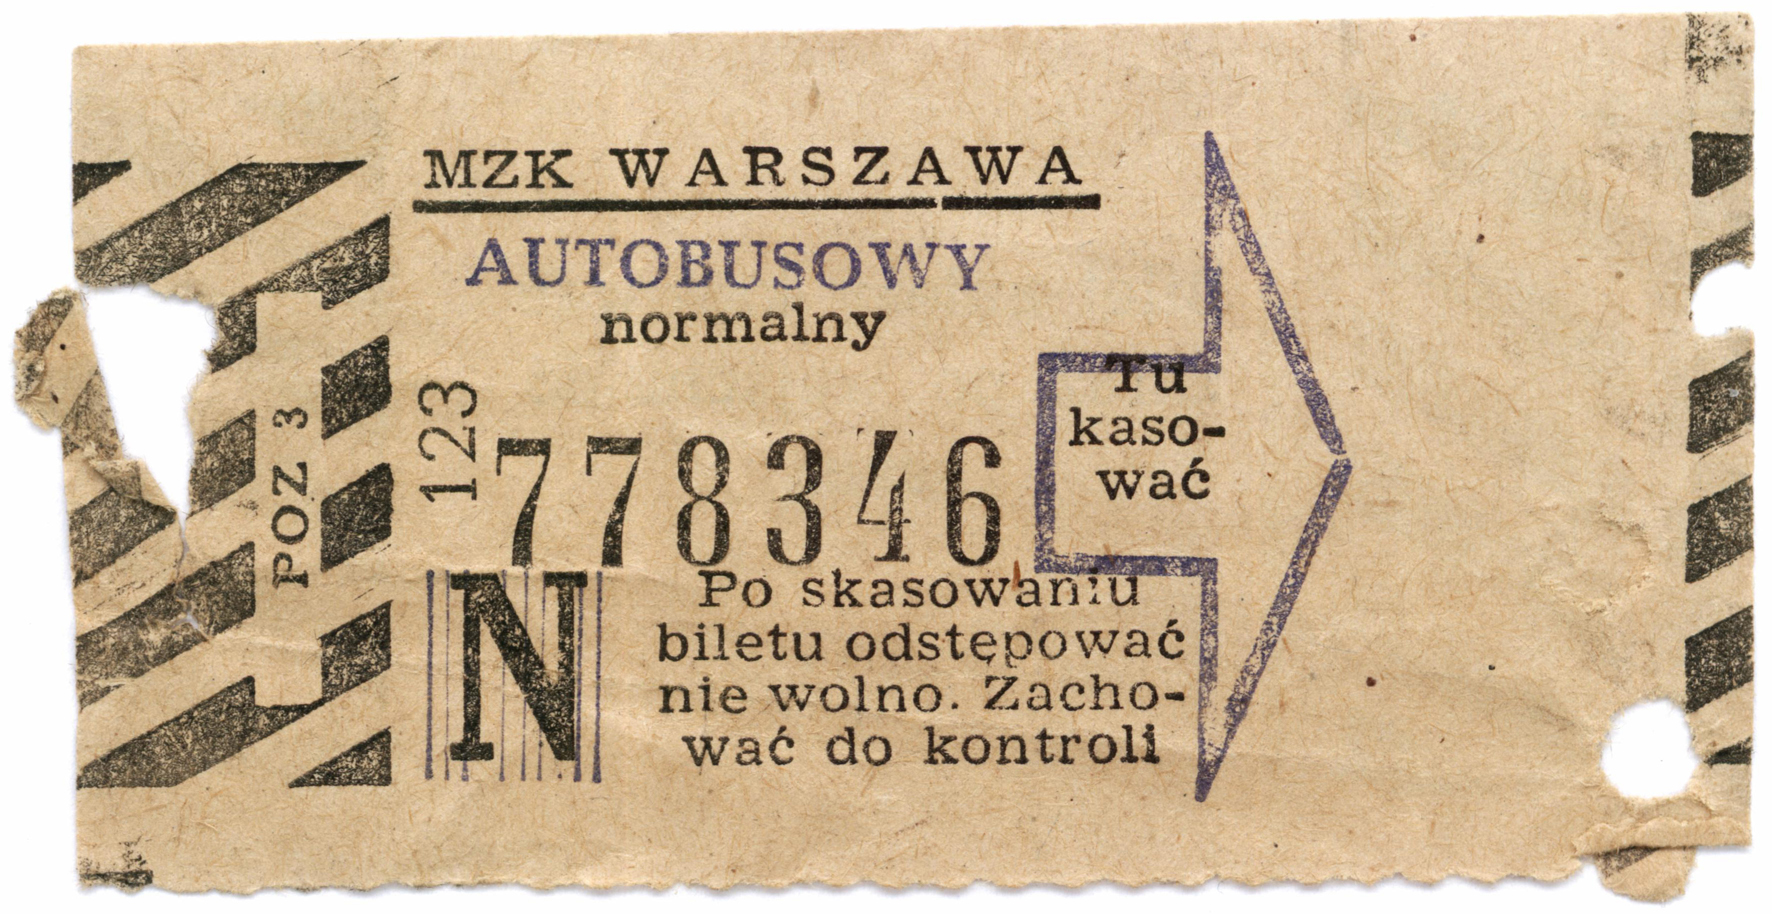 MZK WARSZAWA
AUTOBUSOWY
normalny
POZ 3
123
778346
Tu
kaso-
wać
N
Po skasowaniu
biletu odstępować
nie wolno. Zacho-
wać do kontroli